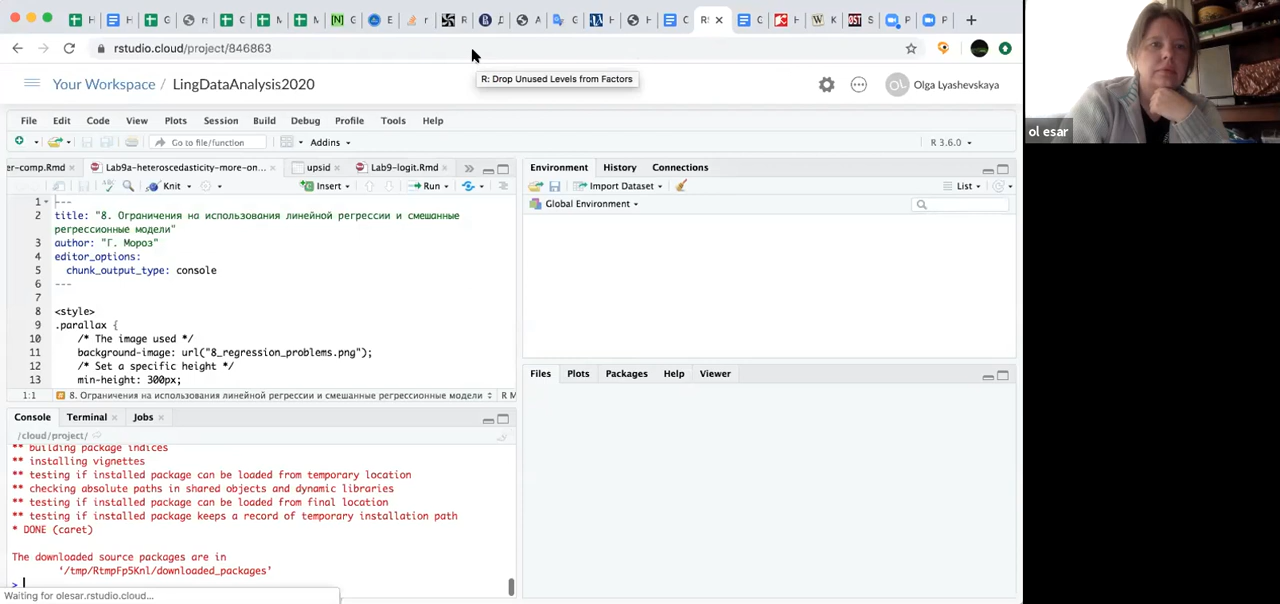 rstudio.cloud/project/846863
R: Drop Unused Levels from Factors
Your Workspace / LingDataAnalysis2020
OL Olga Lyashevskaya
ol esar
File Edit Code View Plots Session Build Debug Profile Tools Help
Go to file/function Addins R 3.6.0
er-comp.Rmd Lab9a-heteroscedasticity-more-on... upsid Lab9-logit.Rmd
Environment History Connections
Knit Insert Run
Import Dataset List
Global Environment
1 ---
2 title: "8. Ограничения на использования линейной регрессии и смешанные
регрессионные модели"
3 author: "Г. Мороз"
4 editor_options:
5 chunk_output_type: console
6 ---
7
8 <style>
9 .parallax {
10 /* The image used */
11 background-image: url("8_regression_problems.png");
12 /* Set a specific height */
13 min-height: 300px;
1:1 8. Ограничения на использования линейной регрессии и смешанные регрессионные модели R M
Files Plots Packages Help Viewer
Console Terminal Jobs
/cloud/project/
** building package indices
** installing vignettes
** testing if installed package can be loaded from temporary location
** checking absolute paths in shared objects and dynamic libraries
** testing if installed package can be loaded from final location
** testing if installed package keeps a record of temporary installation path
* DONE (caret)
The downloaded source packages are in
‘/tmp/RtmpFp5Knl/downloaded_packages’
>
Waiting for olesar.rstudio.cloud...